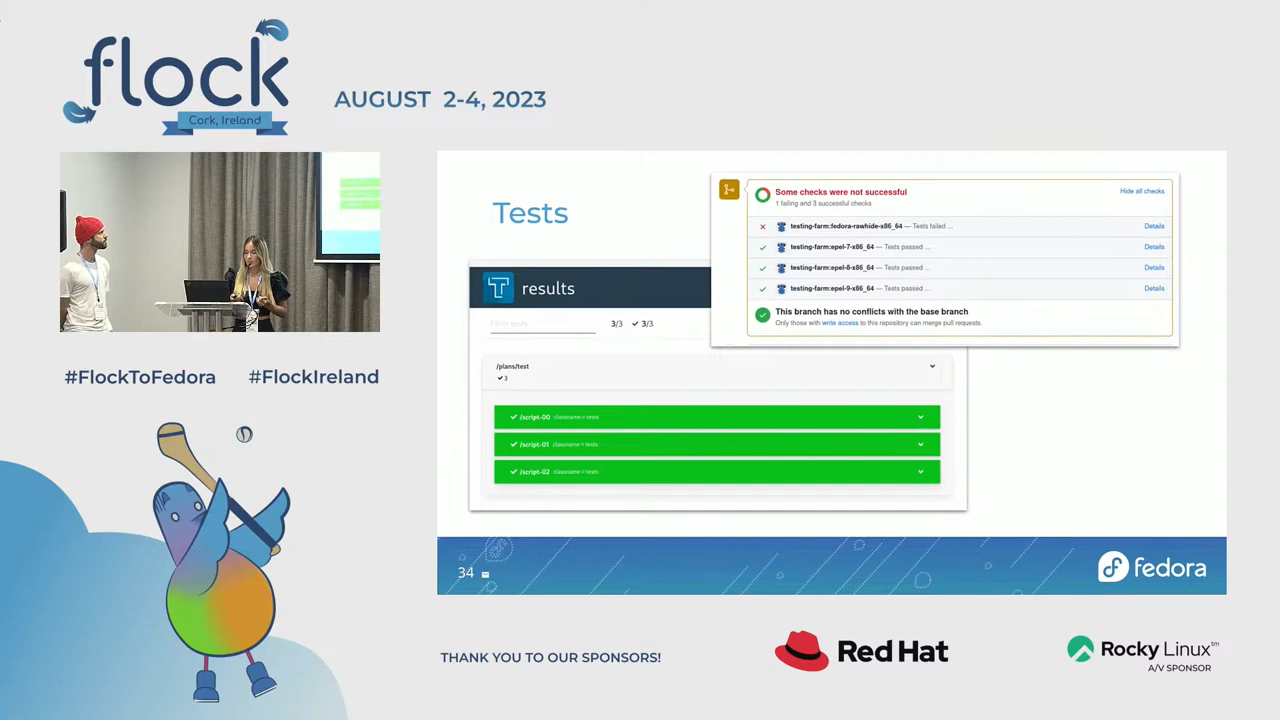 flock
Cork, Ireland
AUGUST 2-4, 2023
#FlockToFedora #FlockIreland
Tests
Some checks were not successful
1 failing and 3 successful checks
Hide all checks
testing-farm:fedora-rawhide-x86_64 — Tests failed ...
Details
testing-farm:epel-7-x86_64 — Tests passed ...
Details
testing-farm:epel-8-x86_64 — Tests passed ...
Details
testing-farm:epel-9-x86_64 — Tests passed ...
Details
This branch has no conflicts with the base branch
Only those with write access to this repository can merge pull requests.
results
3/3 ✓ 3/3
/plans/test
✓ 3
✓ /script-00 classname = tests
✓ /script-01 classname = tests
✓ /script-02 classname = tests
34
fedora
THANK YOU TO OUR SPONSORS!
Red Hat
Rocky Linux™
A/V SPONSOR